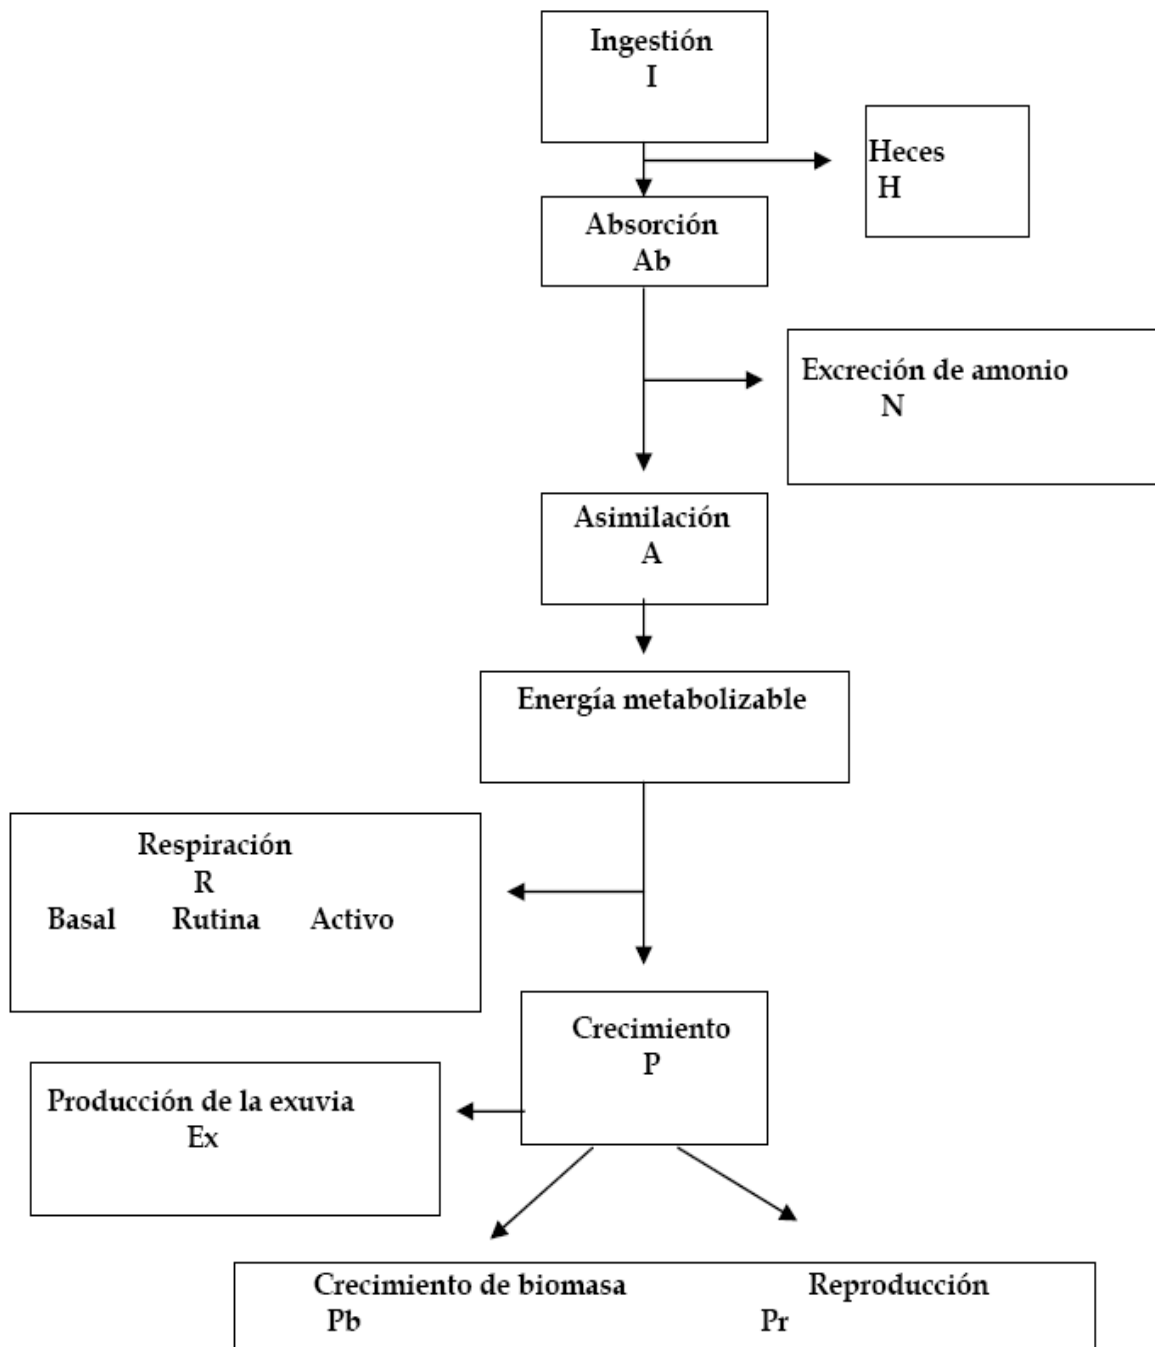 Ingestión
I
Heces
H
Absorción
Ab
Excreción de amonio
N
Asimilación
A
Energía metabolizable
Respiración
R
Basal Rutina Activo
Crecimiento
P
Producción de la exuvia
Ex
Crecimiento de biomasa Reproducción
Pb Pr